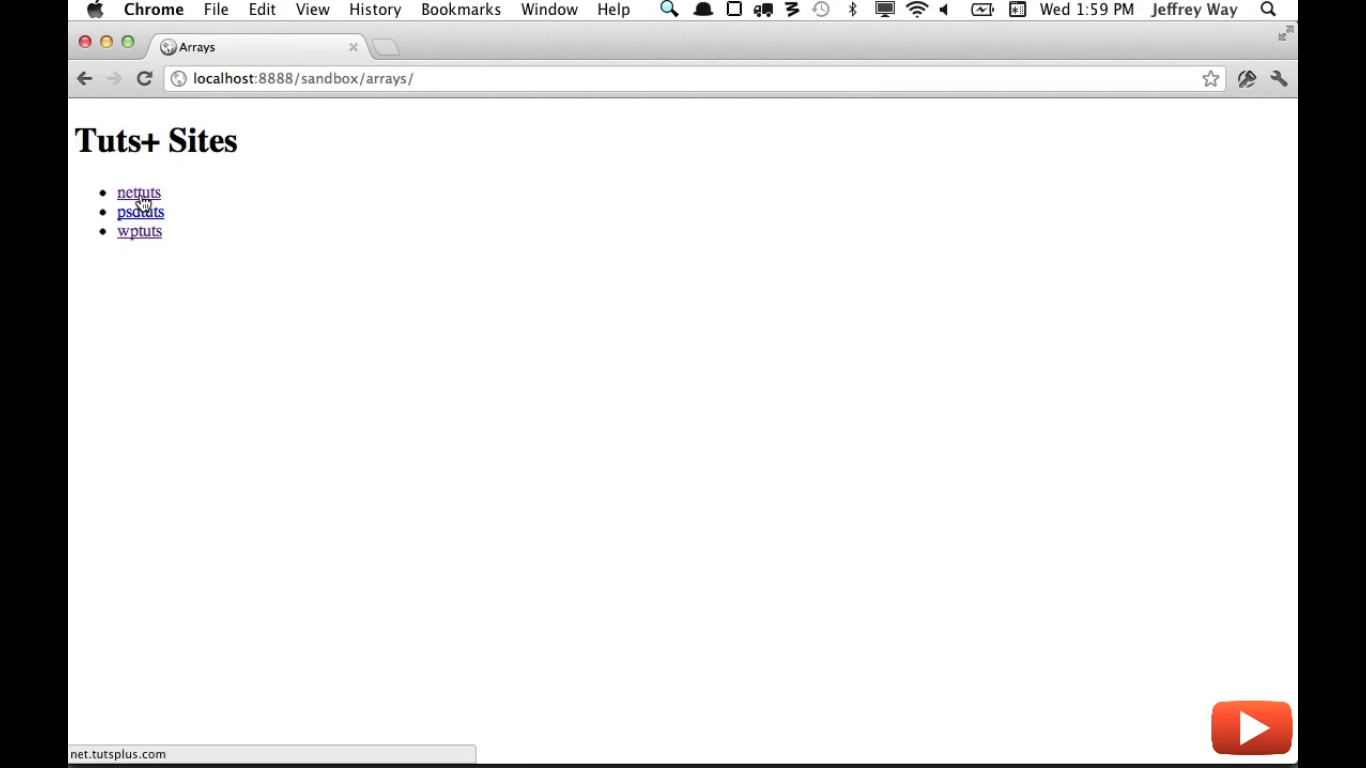 Chrome File Edit View History Bookmarks Window Help Wed 1:59 PM Jeffrey Way
Arrays
localhost:8888/sandbox/arrays/
Tuts+ Sites
nettuts
psdtuts
wptuts
net.tutsplus.com